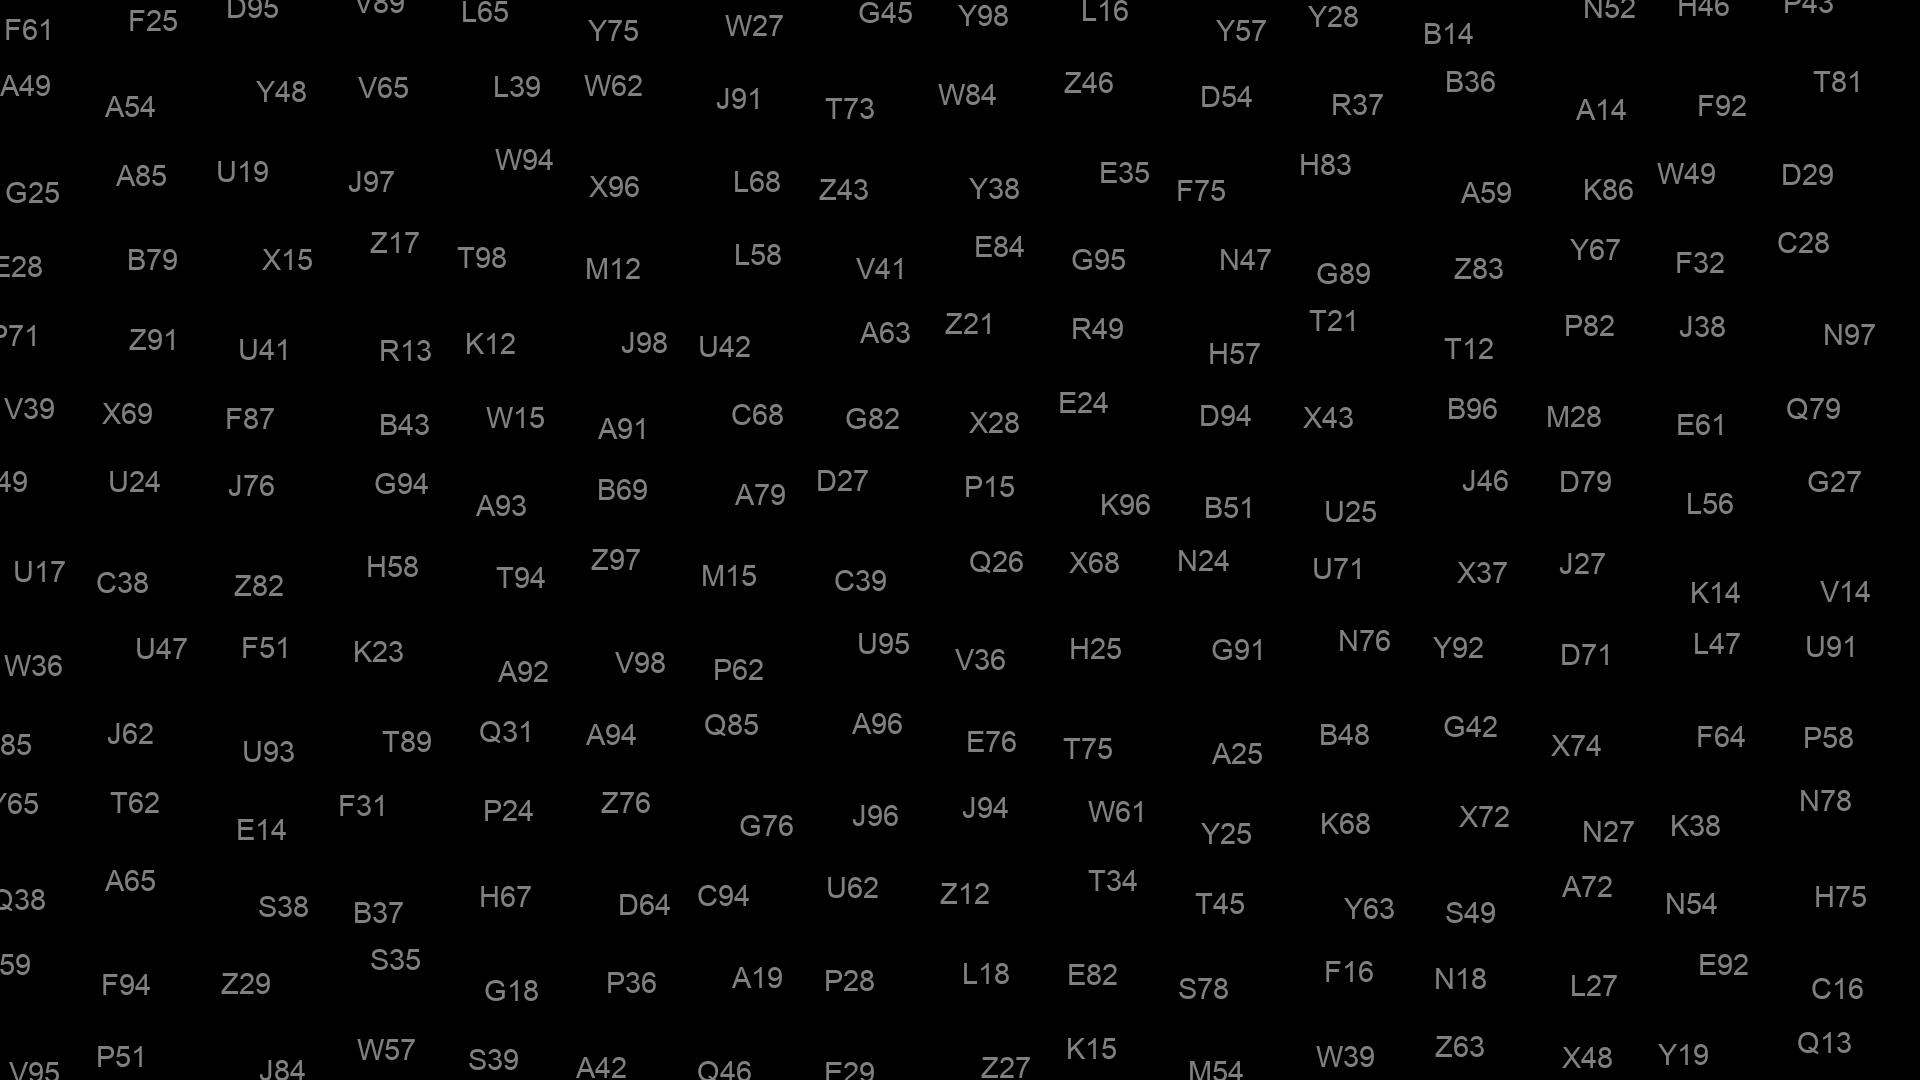 F61 F25 D95 V89 L65 Y75 W27 G45 Y98 L16 Y57 Y28 B14 N52 H46 P43
A49 A54 Y48 V65 L39 W62 J91 T73 W84 Z46 D54 R37 B36 A14 F92 T81
G25 A85 U19 J97 W94 X96 L68 Z43 Y38 E35 F75 H83 A59 K86 W49 D29
E28 B79 X15 Z17 T98 M12 L58 V41 E84 G95 N47 G89 Z83 Y67 F32 C28
P71 Z91 U41 R13 K12 J98 U42 A63 Z21 R49 H57 T21 T12 P82 J38 N97
V39 X69 F87 B43 W15 A91 C68 G82 X28 E24 D94 X43 B96 M28 E61 Q79
49 U24 J76 G94 A93 B69 A79 D27 P15 K96 B51 U25 J46 D79 L56 G27
U17 C38 Z82 H58 T94 Z97 M15 C39 Q26 X68 N24 U71 X37 J27 K14 V14
W36 U47 F51 K23 A92 V98 P62 U95 V36 H25 G91 N76 Y92 D71 L47 U91
85 J62 U93 T89 Q31 A94 Q85 A96 E76 T75 A25 B48 G42 X74 F64 P58
Y65 T62 E14 F31 P24 Z76 G76 J96 J94 W61 Y25 K68 X72 N27 K38 N78
Q38 A65 S38 B37 H67 D64 C94 U62 Z12 T34 T45 Y63 S49 A72 N54 H75
59 F94 Z29 S35 G18 P36 A19 P28 L18 E82 S78 F16 N18 L27 E92 C16
V95 P51 J84 W57 S39 A42 Q46 Z27 K15 M54 W39 Z63 X48 Y19 Q13